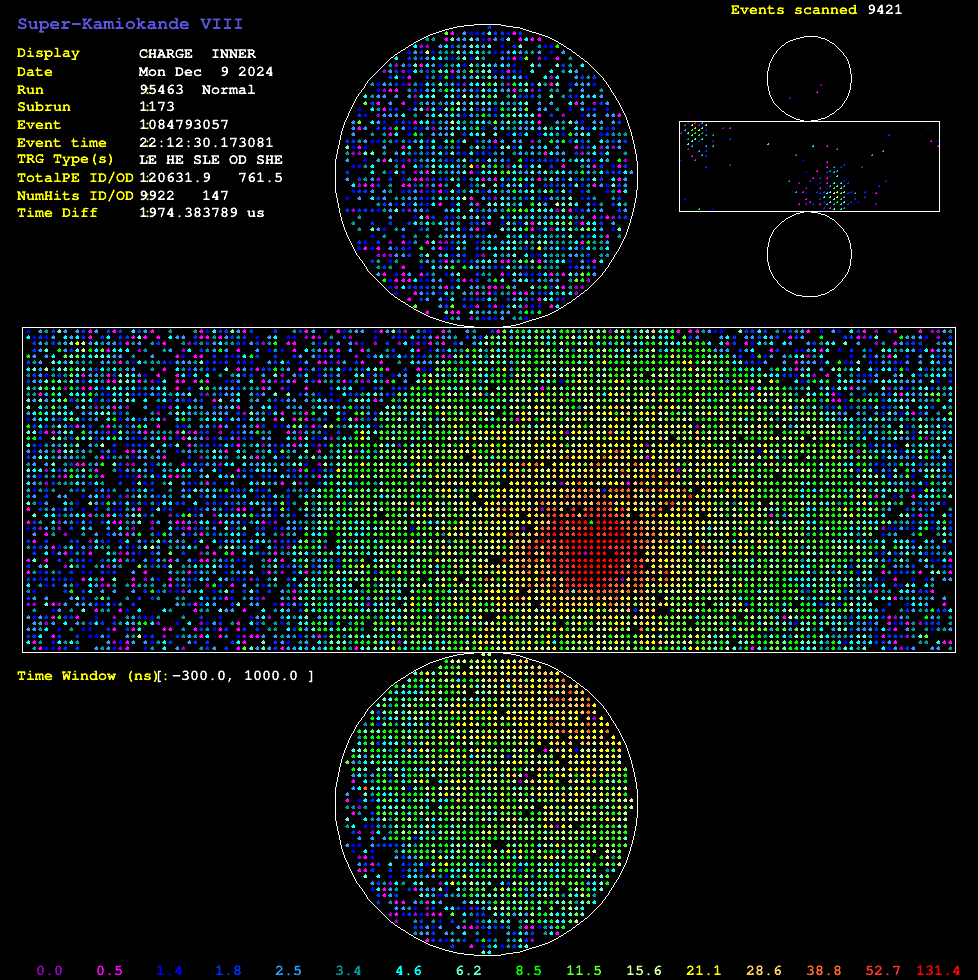 Super-Kamiokande VIII
Events scanned 9421
Display CHARGE INNER
Date Mon Dec 9 2024
Run 95463 Normal
Subrun 1173
Event 1084793057
Event time 22:12:30.173081
TRG Type(s) LE HE SLE OD SHE
TotalPE ID/OD 120631.9 761.5
NumHits ID/OD 9922 147
Time Diff 1974.383789 us
Time Window (ns)[: -300.0, 1000.0 ]
0.0 0.5 1.4 1.8 2.5 3.4 4.6 6.2 8.5 11.5 15.6 21.1 28.6 38.8 52.7 131.4